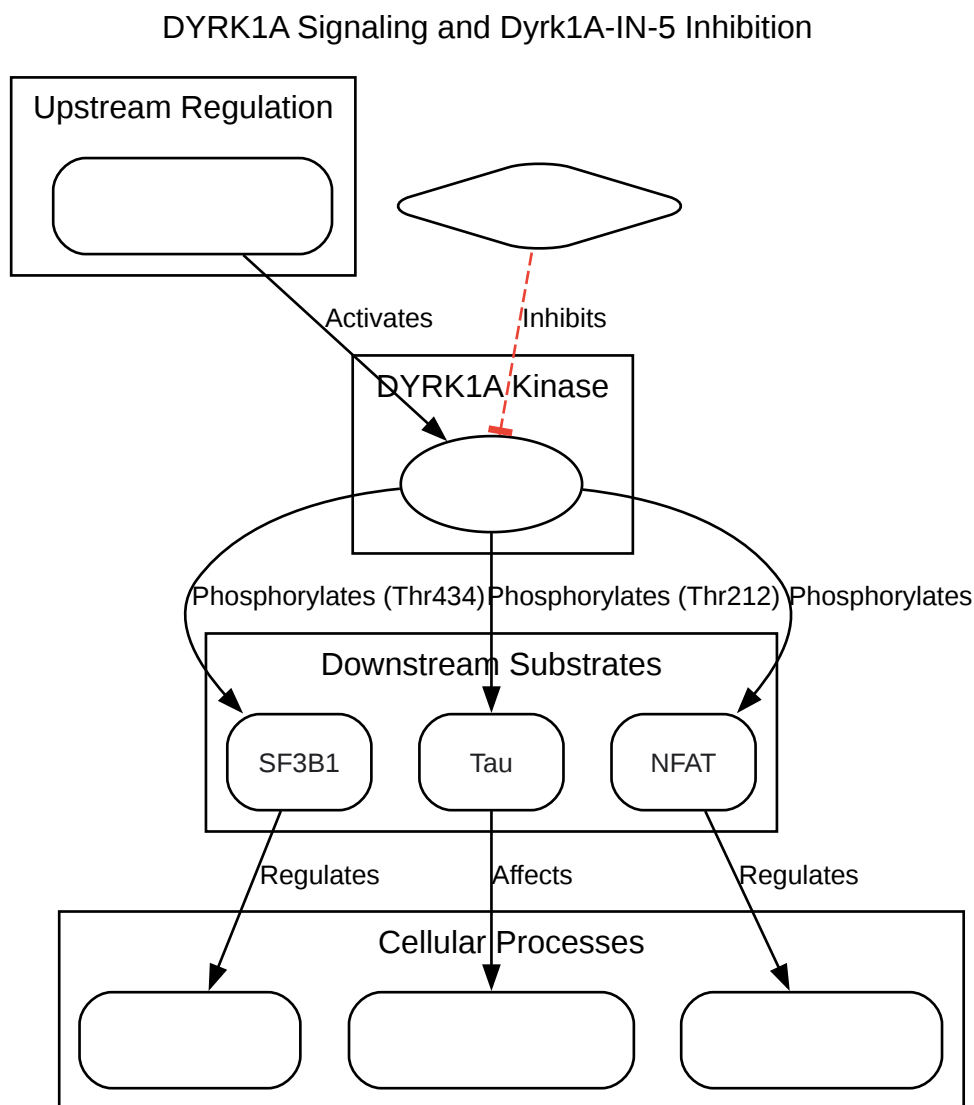 DYRK1A Signaling and Dyrk1A-IN-5 Inhibition
Upstream Regulation
Activates
Inhibits
DYRK1A Kinase
Phosphorylates (Thr434)
Phosphorylates (Thr212)
Phosphorylates
Downstream Substrates
SF3B1
Tau
NFAT
Regulates
Affects
Regulates
Cellular Processes